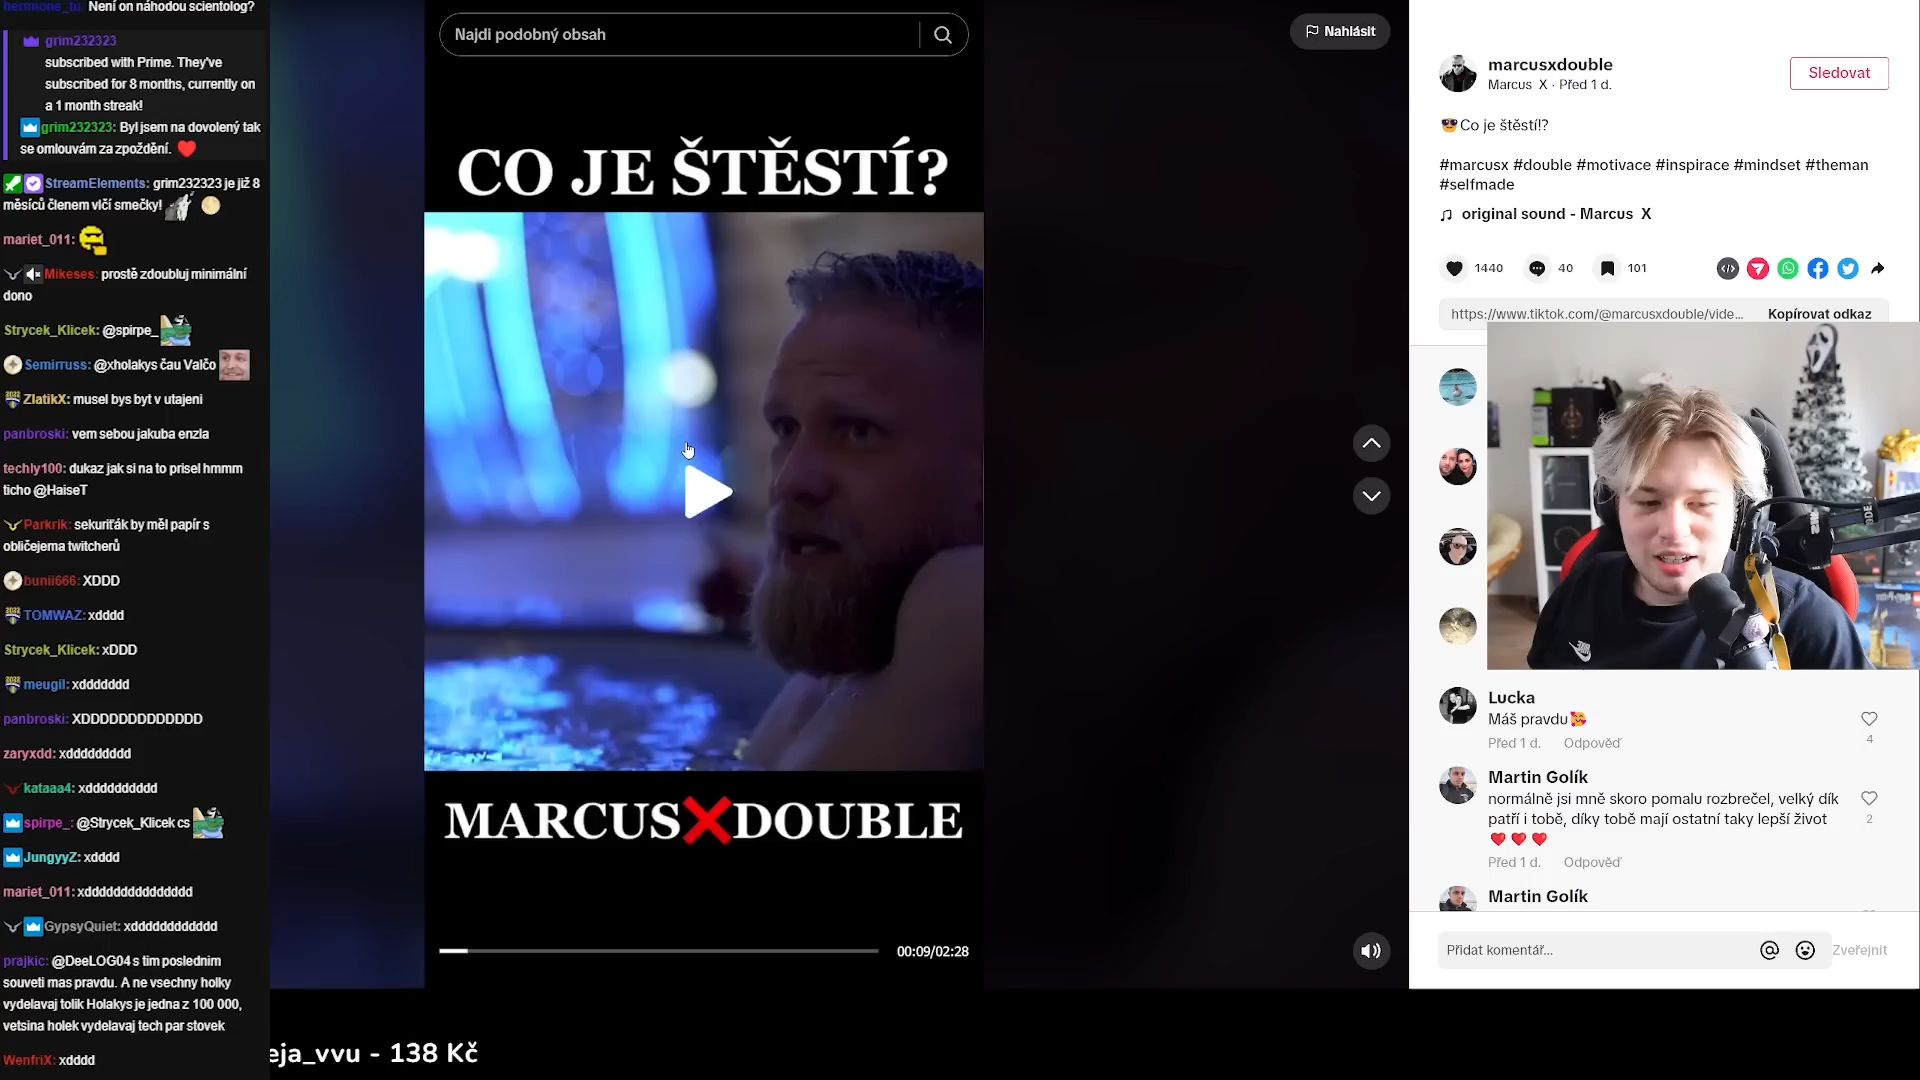 hermione_tu: Není on náhodou scientolog?
grim232323
subscribed with Prime. They've
subscribed for 8 months, currently on
a 1 month streak!
grim232323: Byl jsem na dovolený tak
se omlouvám za zpoždění.
StreamElements: grim232323 je již 8
měsíců členem vlčí smečky!
mariet_011:
Mikeses: prostě zdoubluj minimální
dono
Strycek_Klicek: @spirpe_
Semirruss: @xholakys čau Valčo
ZlatikX: musel bys byt v utajeni
panbroski: vem sebou jakuba enzla
techly100: dukaz jak si na to prisel hmmm
ticho @HaiseT
Parkrik: sekuriťák by měl papír s
obličejema twitcherů
bunii666: XDDD
TOMWAZ: xdddd
Strycek_Klicek: xDDD
meugil: xddddddd
panbroski: XDDDDDDDDDDDDD
zaryxdd: xddddddddd
kataaa4: xdddddddddd
spirpe_: @Strycek_Klicek cs
JungyyZ: xdddd
mariet_011: xddddddddddddddd
GypsyQuiet: xdddddddddddd
prajkic: @DeeLOG04 s tim poslednim
souveti mas pravdu. A ne vsechny holky
vydelavaj tolik Holakys je jedna z 100 000,
vetsina holek vydelavaj tech par stovek
WenfriX: xdddd
Najdi podobný obsah
Nahlásit
CO JE ŠTĚSTÍ?
MARCUS❌DOUBLE
00:09/02:28
eja_vvu - 138 Kč
marcusxdouble
Marcus X · Před 1 d.
Sledovat
😎Co je štěstí!?
#marcusx #double #motivace #inspirace #mindset #theman
#selfmade
original sound - Marcus X
1440 40 101
https://www.tiktok.com/@marcusxdouble/vide... Kopírovat odkaz
Lucka
Máš pravdu🥰
4
Před 1 d. Odpověď
Martin Golík
normálně jsi mně skoro pomalu rozbrečel, velký dík
patří i tobě, díky tobě mají ostatní taky lepší život
2
Před 1 d. Odpověď
Martin Golík
Přidat komentář...
Zveřejnit